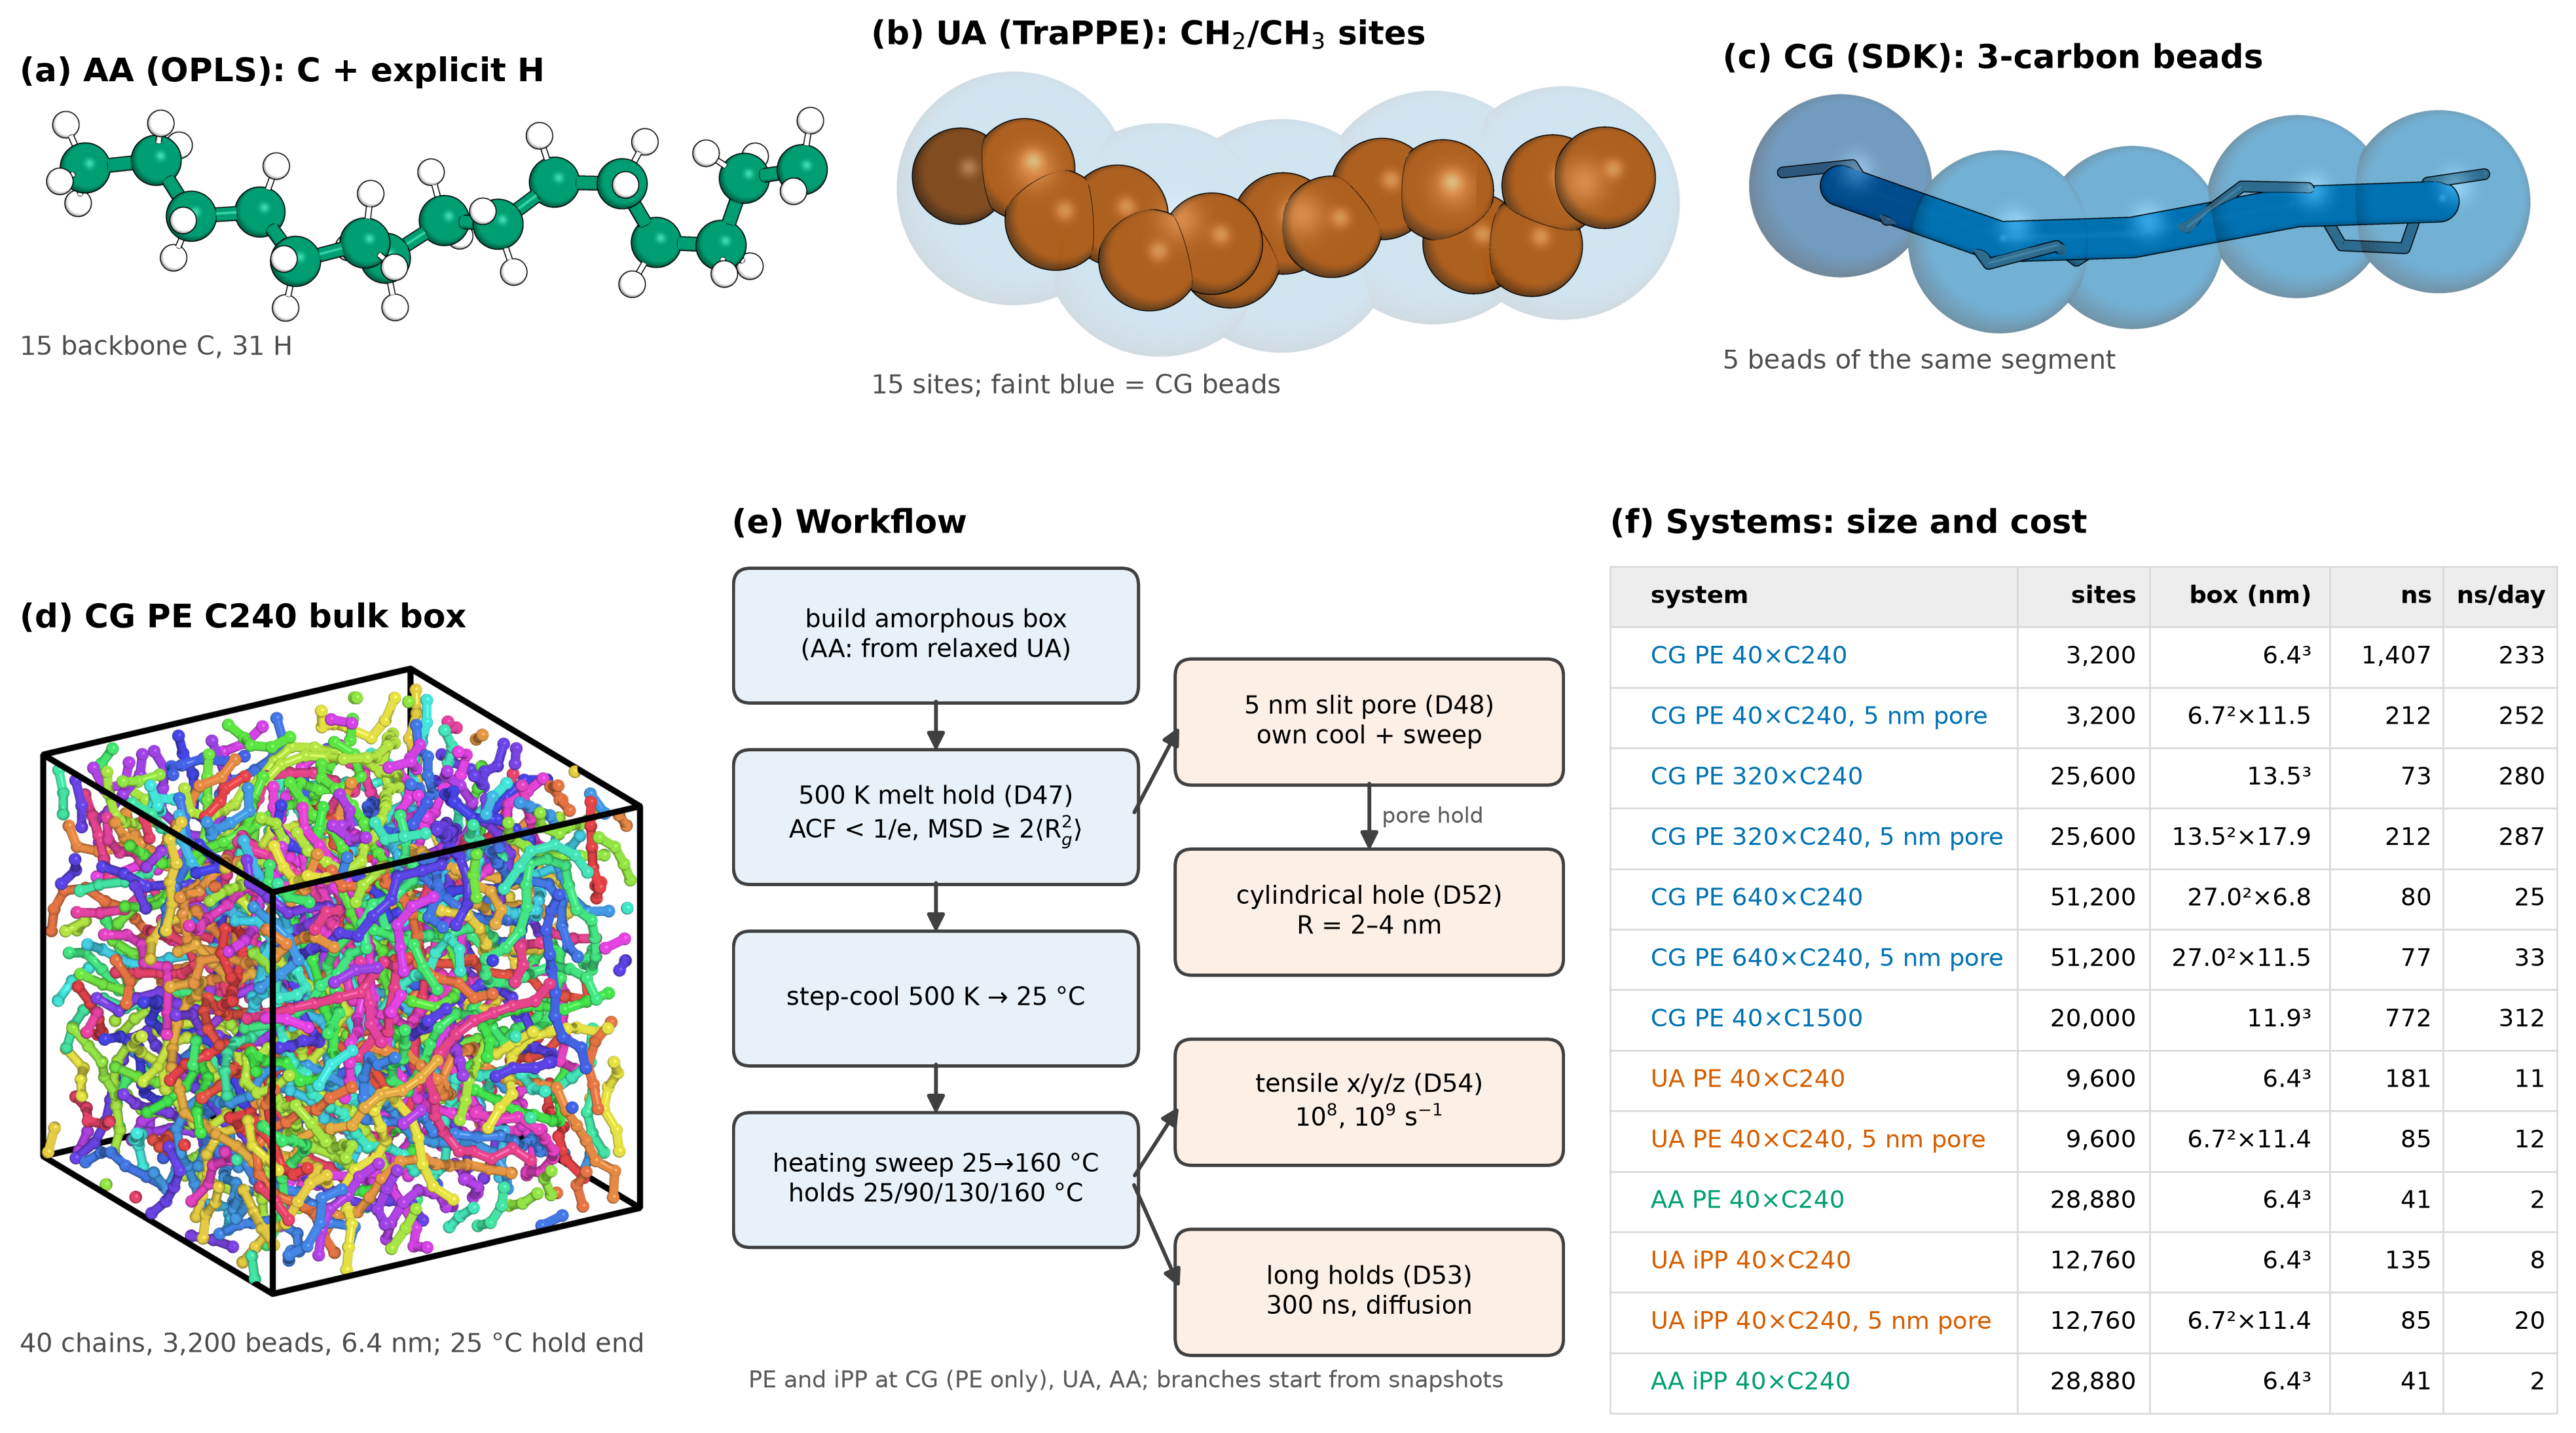 (a) AA (OPLS): C + explicit H
15 backbone C, 31 H
(b) UA (TraPPE): CH₂/CH₃ sites
15 sites; faint blue = CG beads
(c) CG (SDK): 3-carbon beads
5 beads of the same segment
(d) CG PE C240 bulk box
40 chains, 3,200 beads, 6.4 nm; 25 °C hold end
(e) Workflow
build amorphous box
(AA: from relaxed UA)
500 K melt hold (D47)
ACF < 1/e, MSD ≥ 2⟨R_g^2⟩
step-cool 500 K → 25 °C
heating sweep 25→160 °C
holds 25/90/130/160 °C
5 nm slit pore (D48)
own cool + sweep
pore hold
cylindrical hole (D52)
R = 2–4 nm
tensile x/y/z (D54)
10⁸, 10⁹ s⁻¹
long holds (D53)
300 ns, diffusion
PE and iPP at CG (PE only), UA, AA; branches start from snapshots
(f) Systems: size and cost
system sites box (nm) ns ns/day
CG PE 40×C240 3,200 6.4³ 1,407 233
CG PE 40×C240, 5 nm pore 3,200 6.7²×11.5 212 252
CG PE 320×C240 25,600 13.5³ 73 280
CG PE 320×C240, 5 nm pore 25,600 13.5²×17.9 212 287
CG PE 640×C240 51,200 27.0²×6.8 80 25
CG PE 640×C240, 5 nm pore 51,200 27.0²×11.5 77 33
CG PE 40×C1500 20,000 11.9³ 772 312
UA PE 40×C240 9,600 6.4³ 181 11
UA PE 40×C240, 5 nm pore 9,600 6.7²×11.4 85 12
AA PE 40×C240 28,880 6.4³ 41 2
UA iPP 40×C240 12,760 6.4³ 135 8
UA iPP 40×C240, 5 nm pore 12,760 6.7²×11.4 85 20
AA iPP 40×C240 28,880 6.4³ 41 2